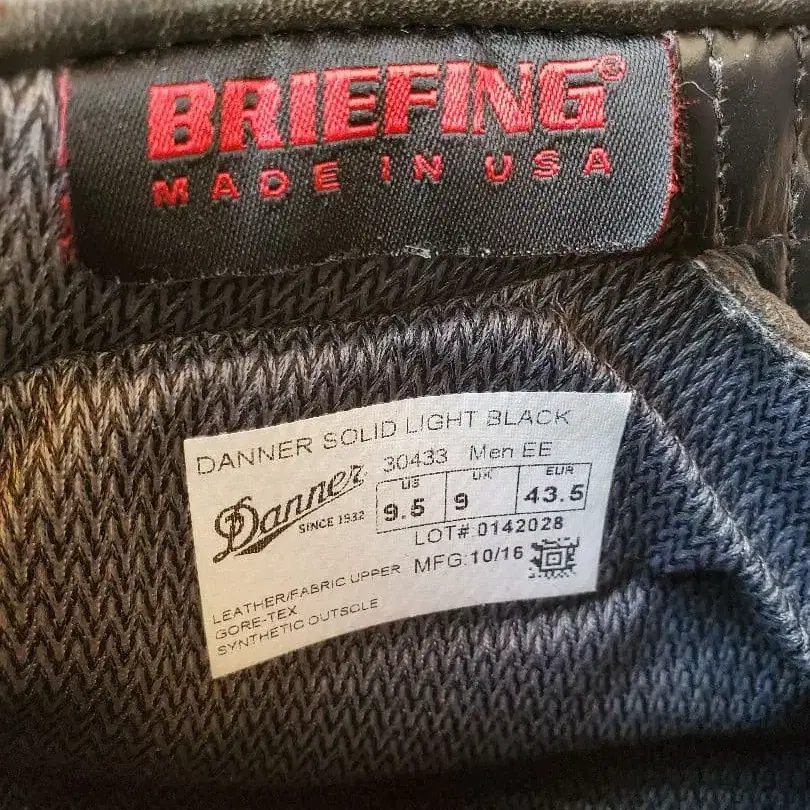 BRIEFING®
MADE IN USA
DANNER SOLID LIGHT BLACK
30433 Men EE
Danner
SINCE 1932
US UK EUR
9.5 9 43.5
LOT# 0142028
MFG: 10/16
LEATHER/FABRIC UPPER
GORE-TEX
SYNTHETIC OUTSOLE